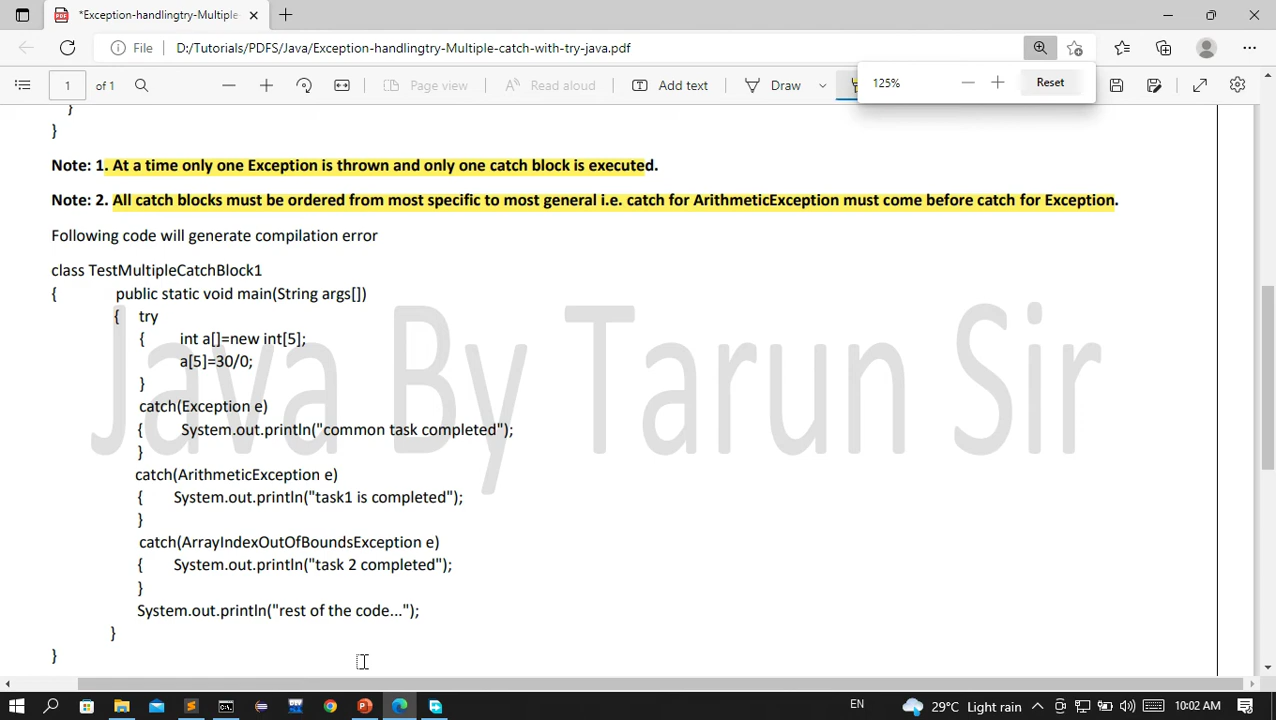 *Exception-handlingtry-Multiple-
File D:/Tutorials/PDFS/Java/Exception-handlingtry-Multiple-catch-with-try-java.pdf
1 of 1 Page view Read aloud Add text Draw
125% Reset
}
}
Note: 1. At a time only one Exception is thrown and only one catch block is executed.
Note: 2. All catch blocks must be ordered from most specific to most general i.e. catch for ArithmeticException must come before catch for Exception.
Following code will generate compilation error
class TestMultipleCatchBlock1
{ public static void main(String args[])
{ try
{ int a[]=new int[5];
a[5]=30/0;
}
catch(Exception e)
{ System.out.println("common task completed");
}
catch(ArithmeticException e)
{ System.out.println("task1 is completed");
}
catch(ArrayIndexOutOfBoundsException e)
{ System.out.println("task 2 completed");
}
System.out.println("rest of the code...");
}
}
Java By Tarun Sir
EN 29°C Light rain 10:02 AM